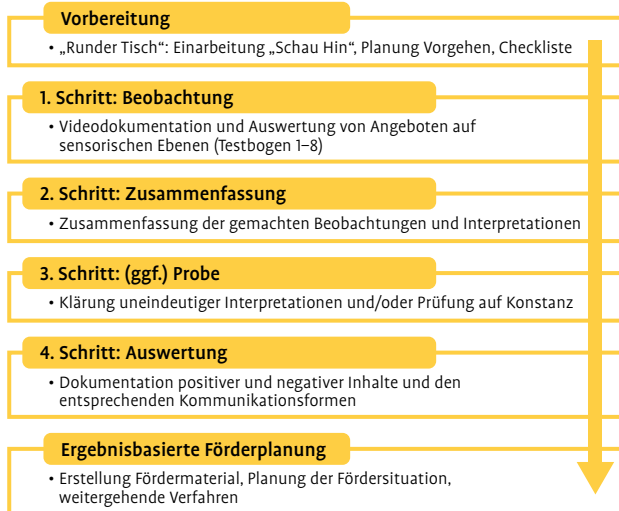 Vorbereitung
• „Runder Tisch“: Einarbeitung „Schau Hin“, Planung Vorgehen, Checkliste
1. Schritt: Beobachtung
• Videodokumentation und Auswertung von Angeboten auf
sensorischen Ebenen (Testbogen 1–8)
2. Schritt: Zusammenfassung
• Zusammenfassung der gemachten Beobachtungen und Interpretationen
3. Schritt: (ggf.) Probe
• Klärung uneindeutiger Interpretationen und/oder Prüfung auf Konstanz
4. Schritt: Auswertung
• Dokumentation positiver und negativer Inhalte und den
entsprechenden Kommunikationsformen
Ergebnisbasierte Förderplanung
• Erstellung Fördermaterial, Planung der Fördersituation,
weitergehende Verfahren